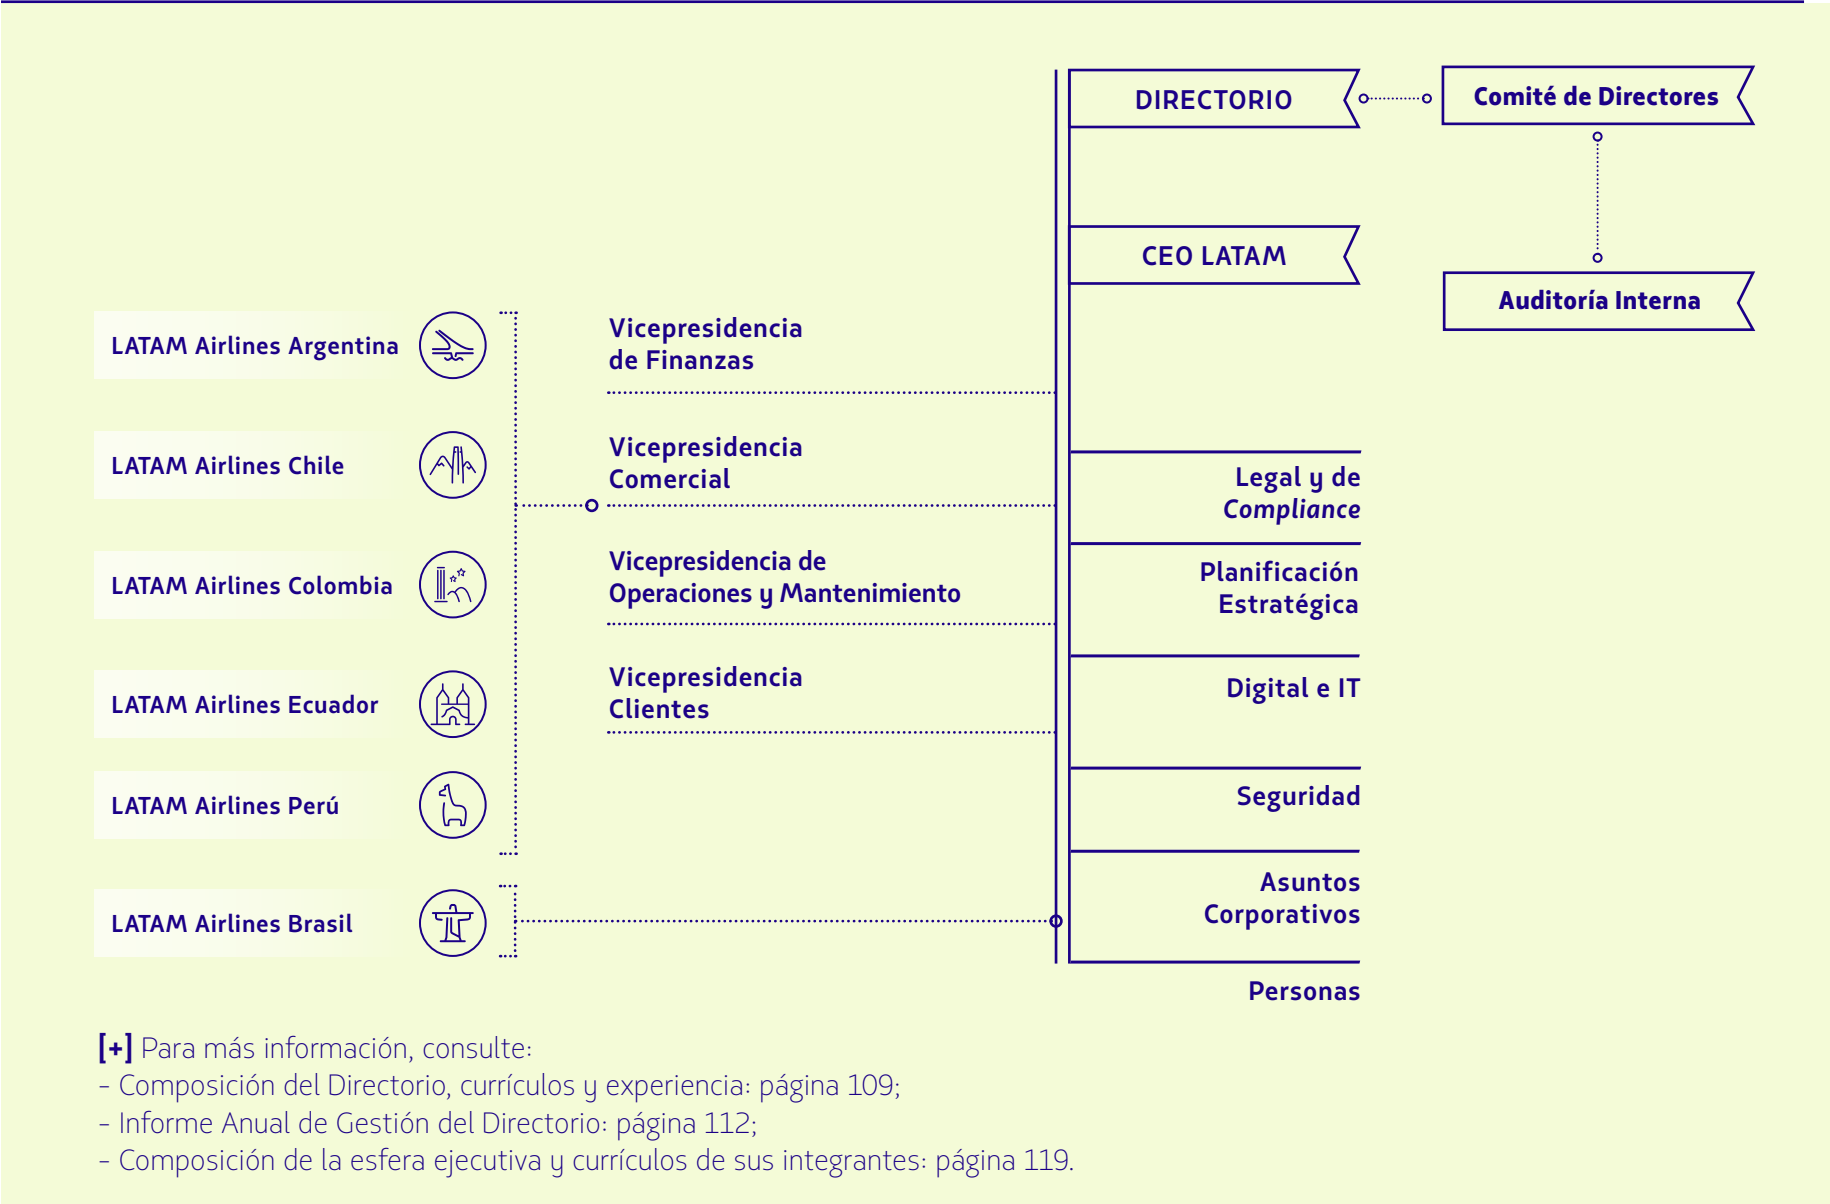 DIRECTORIO
Comité de Directores
CEO LATAM
Auditoría Interna
LATAM Airlines Argentina
LATAM Airlines Chile
LATAM Airlines Colombia
LATAM Airlines Ecuador
LATAM Airlines Perú
LATAM Airlines Brasil
Vicepresidencia
de Finanzas
Vicepresidencia
Comercial
Vicepresidencia de
Operaciones y Mantenimiento
Vicepresidencia
Clientes
Legal y de
Compliance
Planificación
Estratégica
Digital e IT
Seguridad
Asuntos
Corporativos
Personas
[+] Para más información, consulte:
- Composición del Directorio, currículos y experiencia: página 109;
- Informe Anual de Gestión del Directorio: página 112;
- Composición de la esfera ejecutiva y currículos de sus integrantes: página 119.